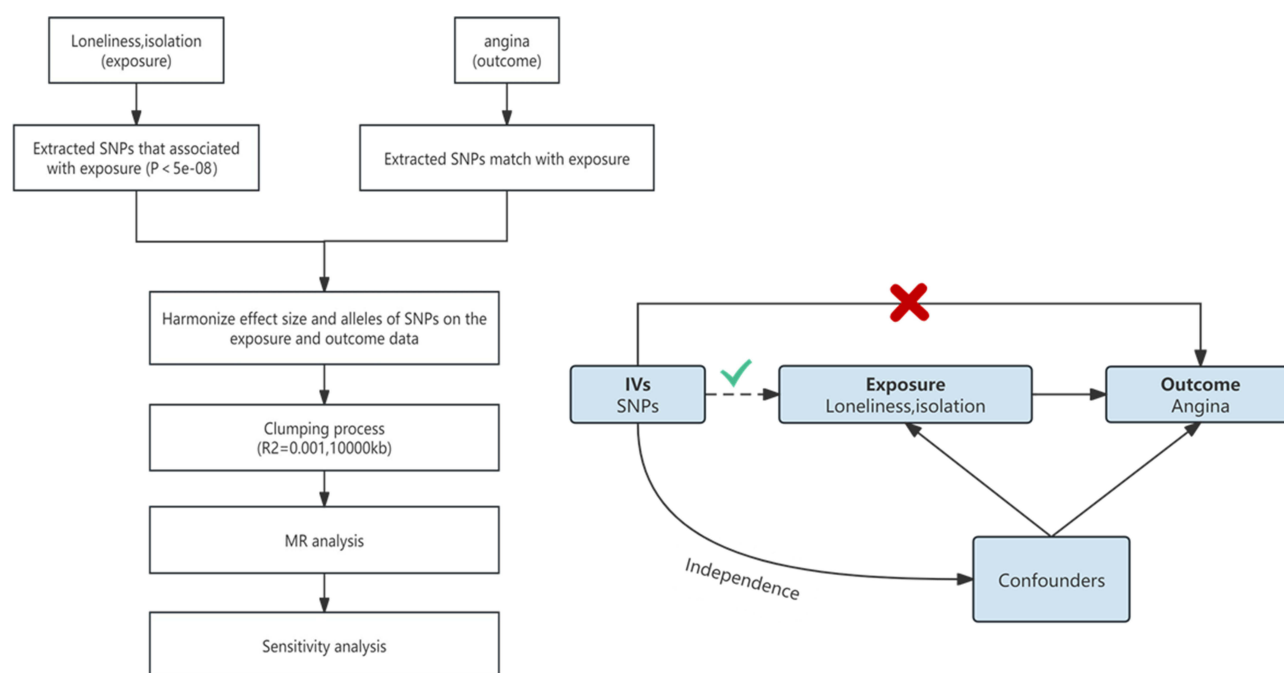 Loneliness,isolation
(exposure)
angina
(outcome)
Extracted SNPs that associated
with exposure (P < 5e-08)
Extracted SNPs match with exposure
Harmonize effect size and alleles of SNPs on the
exposure and outcome data
Clumping process
(R2=0.001,10000kb)
MR analysis
Sensitivity analysis
IVs
SNPs
Exposure
Loneliness,isolation
Outcome
Angina
Independence
Confounders